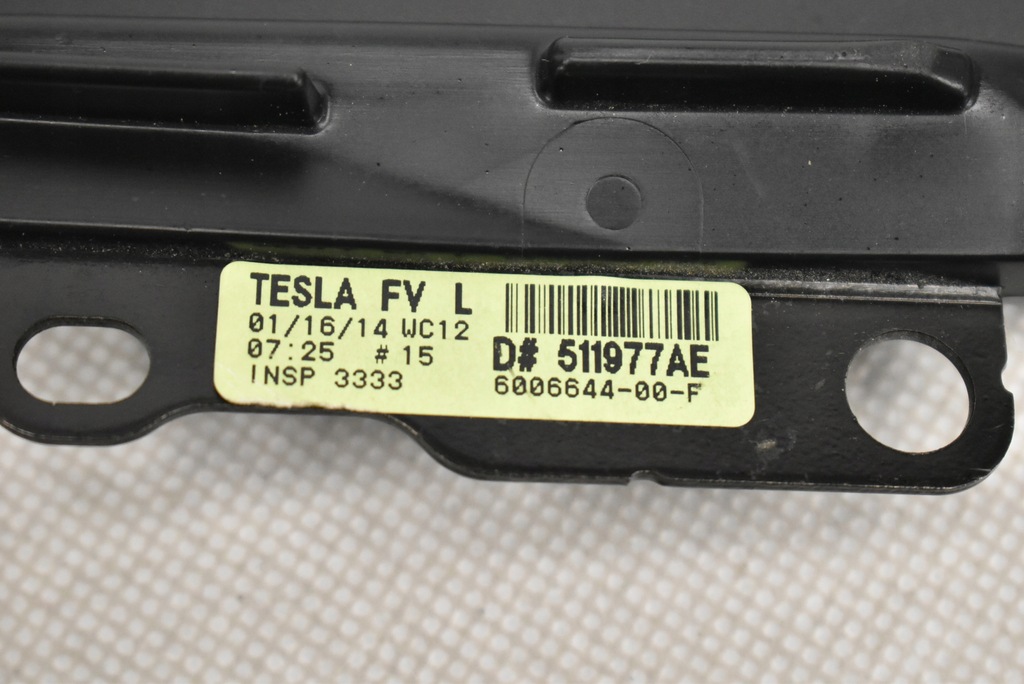 TESLA FV L
01/16/14 WC12
07:25 # 15
INSP 3333
D# 511977AE
6006644-00-F